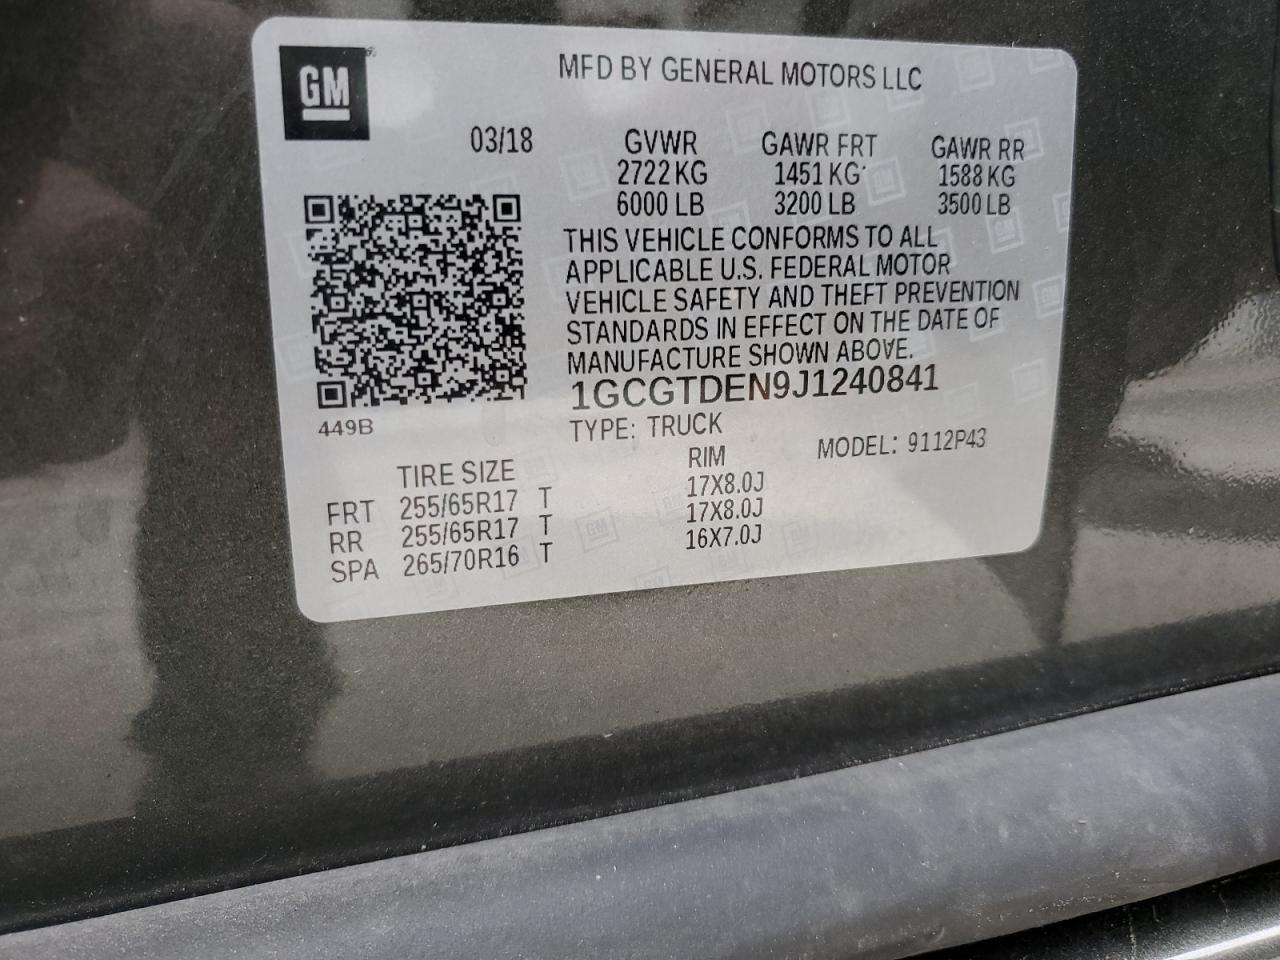 GM
MFD BY GENERAL MOTORS LLC
03/18
GVWR GAWR FRT GAWR RR
2722 KG 1451 KG 1588 KG
6000 LB 3200 LB 3500 LB
THIS VEHICLE CONFORMS TO ALL
APPLICABLE U.S. FEDERAL MOTOR
VEHICLE SAFETY AND THEFT PREVENTION
STANDARDS IN EFFECT ON THE DATE OF
MANUFACTURE SHOWN ABOVE.
1GCGTDEN9J1240841
449B
TYPE: TRUCK
MODEL: 9112P43
TIRE SIZE RIM
FRT 255/65R17 T 17X8.0J
RR 255/65R17 T 17X8.0J
SPA 265/70R16 T 16X7.0J